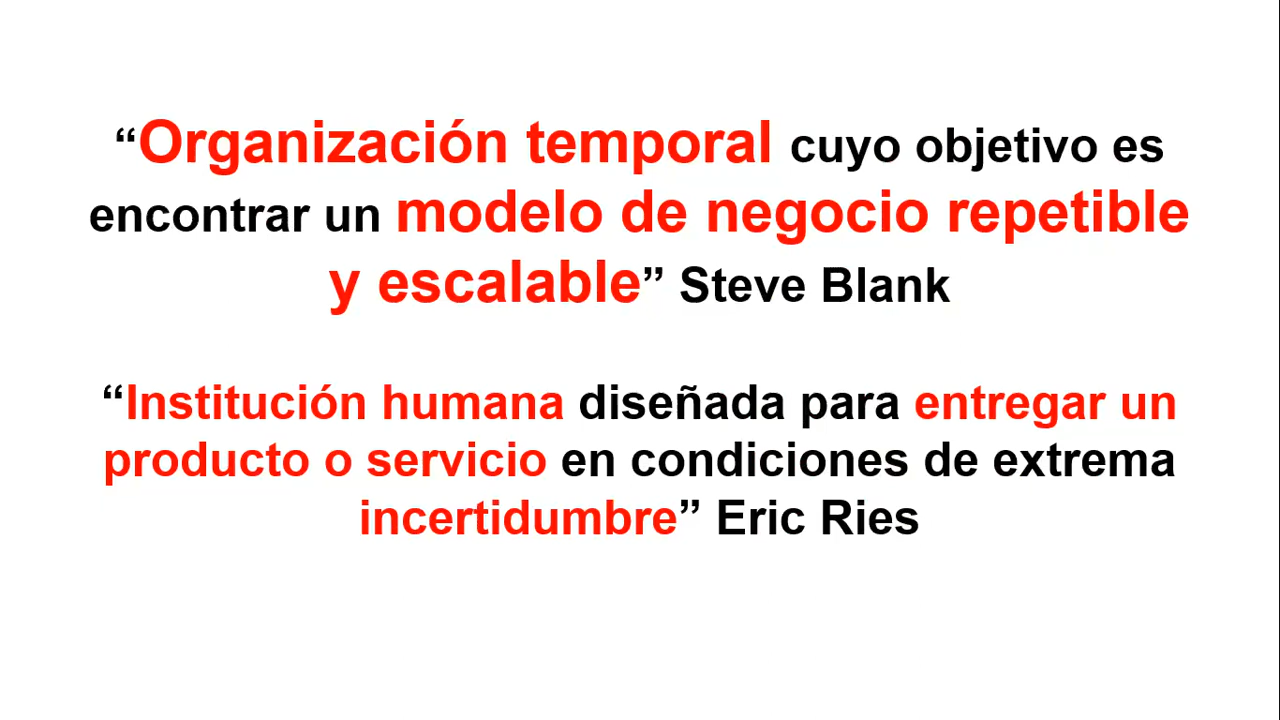 “Organización temporal cuyo objetivo es
encontrar un modelo de negocio repetible
y escalable” Steve Blank
“Institución humana diseñada para entregar un
producto o servicio en condiciones de extrema
incertidumbre” Eric Ries